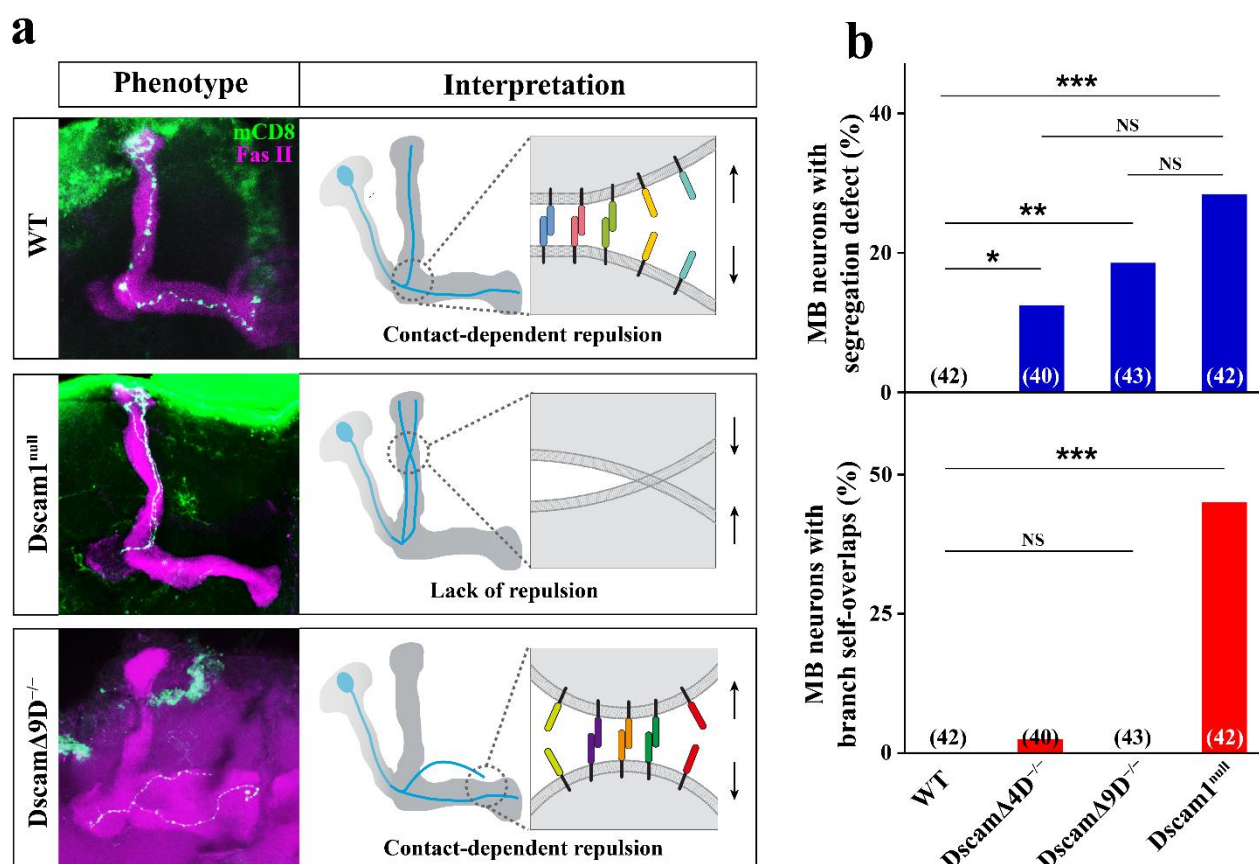 a
Phenotype
Interpretation
WT
mCD8
Fas II
Contact-dependent repulsion
Dscam1null
Lack of repulsion
DscamΔ9D−/−
Contact-dependent repulsion
b
MB neurons with
segregation defect (%)
40
20
0
***
NS
NS
**
*
(42)
(40)
(43)
(42)
MB neurons with
branch self-overlaps (%)
50
25
0
***
NS
(42)
(40)
(43)
(42)
WT
DscamΔ4D−/−
DscamΔ9D−/−
Dscam1null